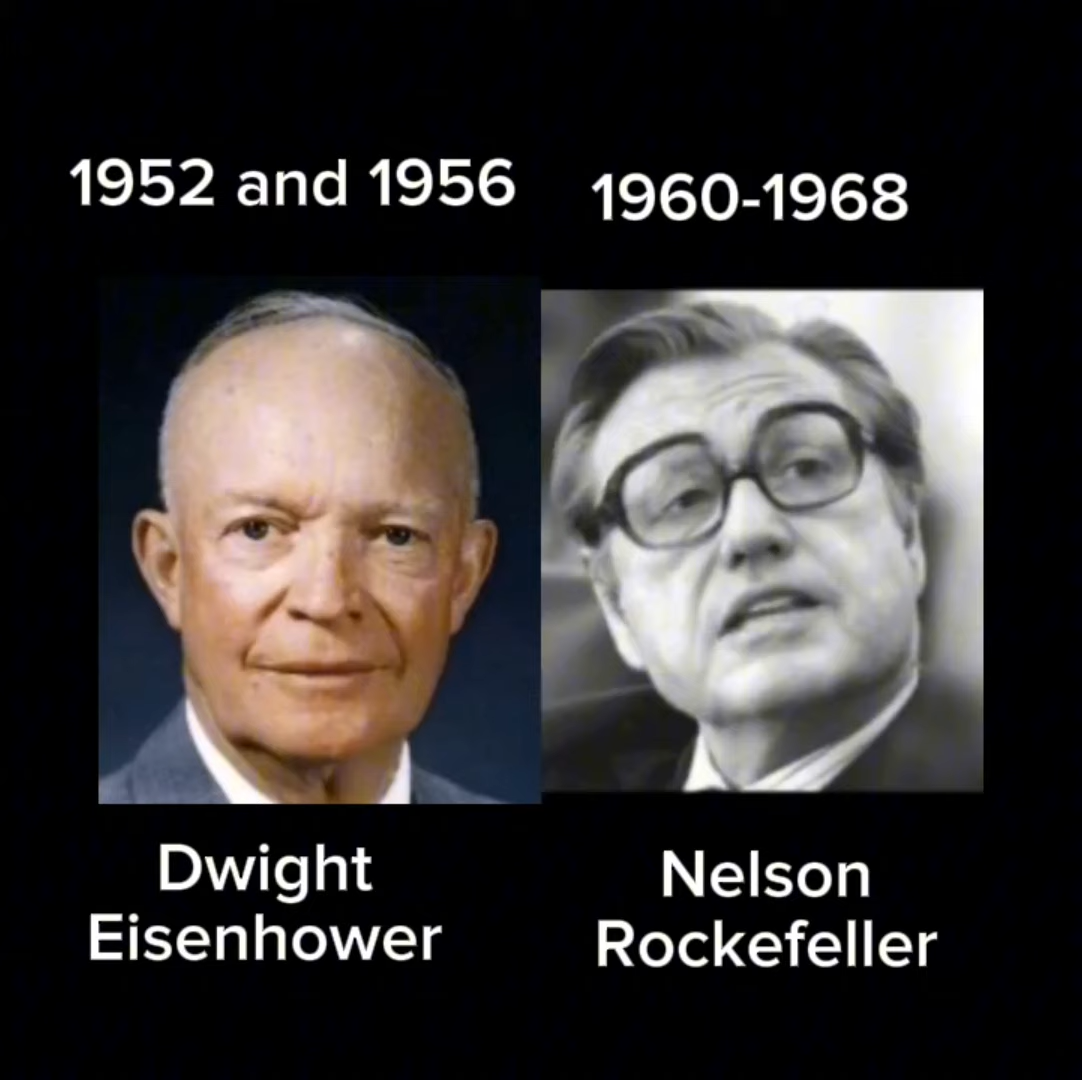 1952 and 1956
1960-1968
Dwight
Eisenhower
Nelson
Rockefeller